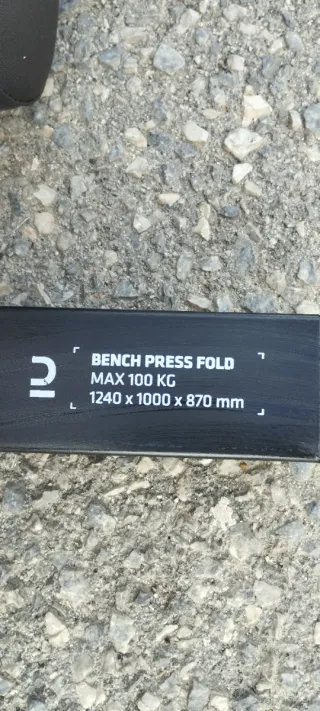 BENCH PRESS FOLD
MAX 100 KG
1240 x 1000 x 870 mm